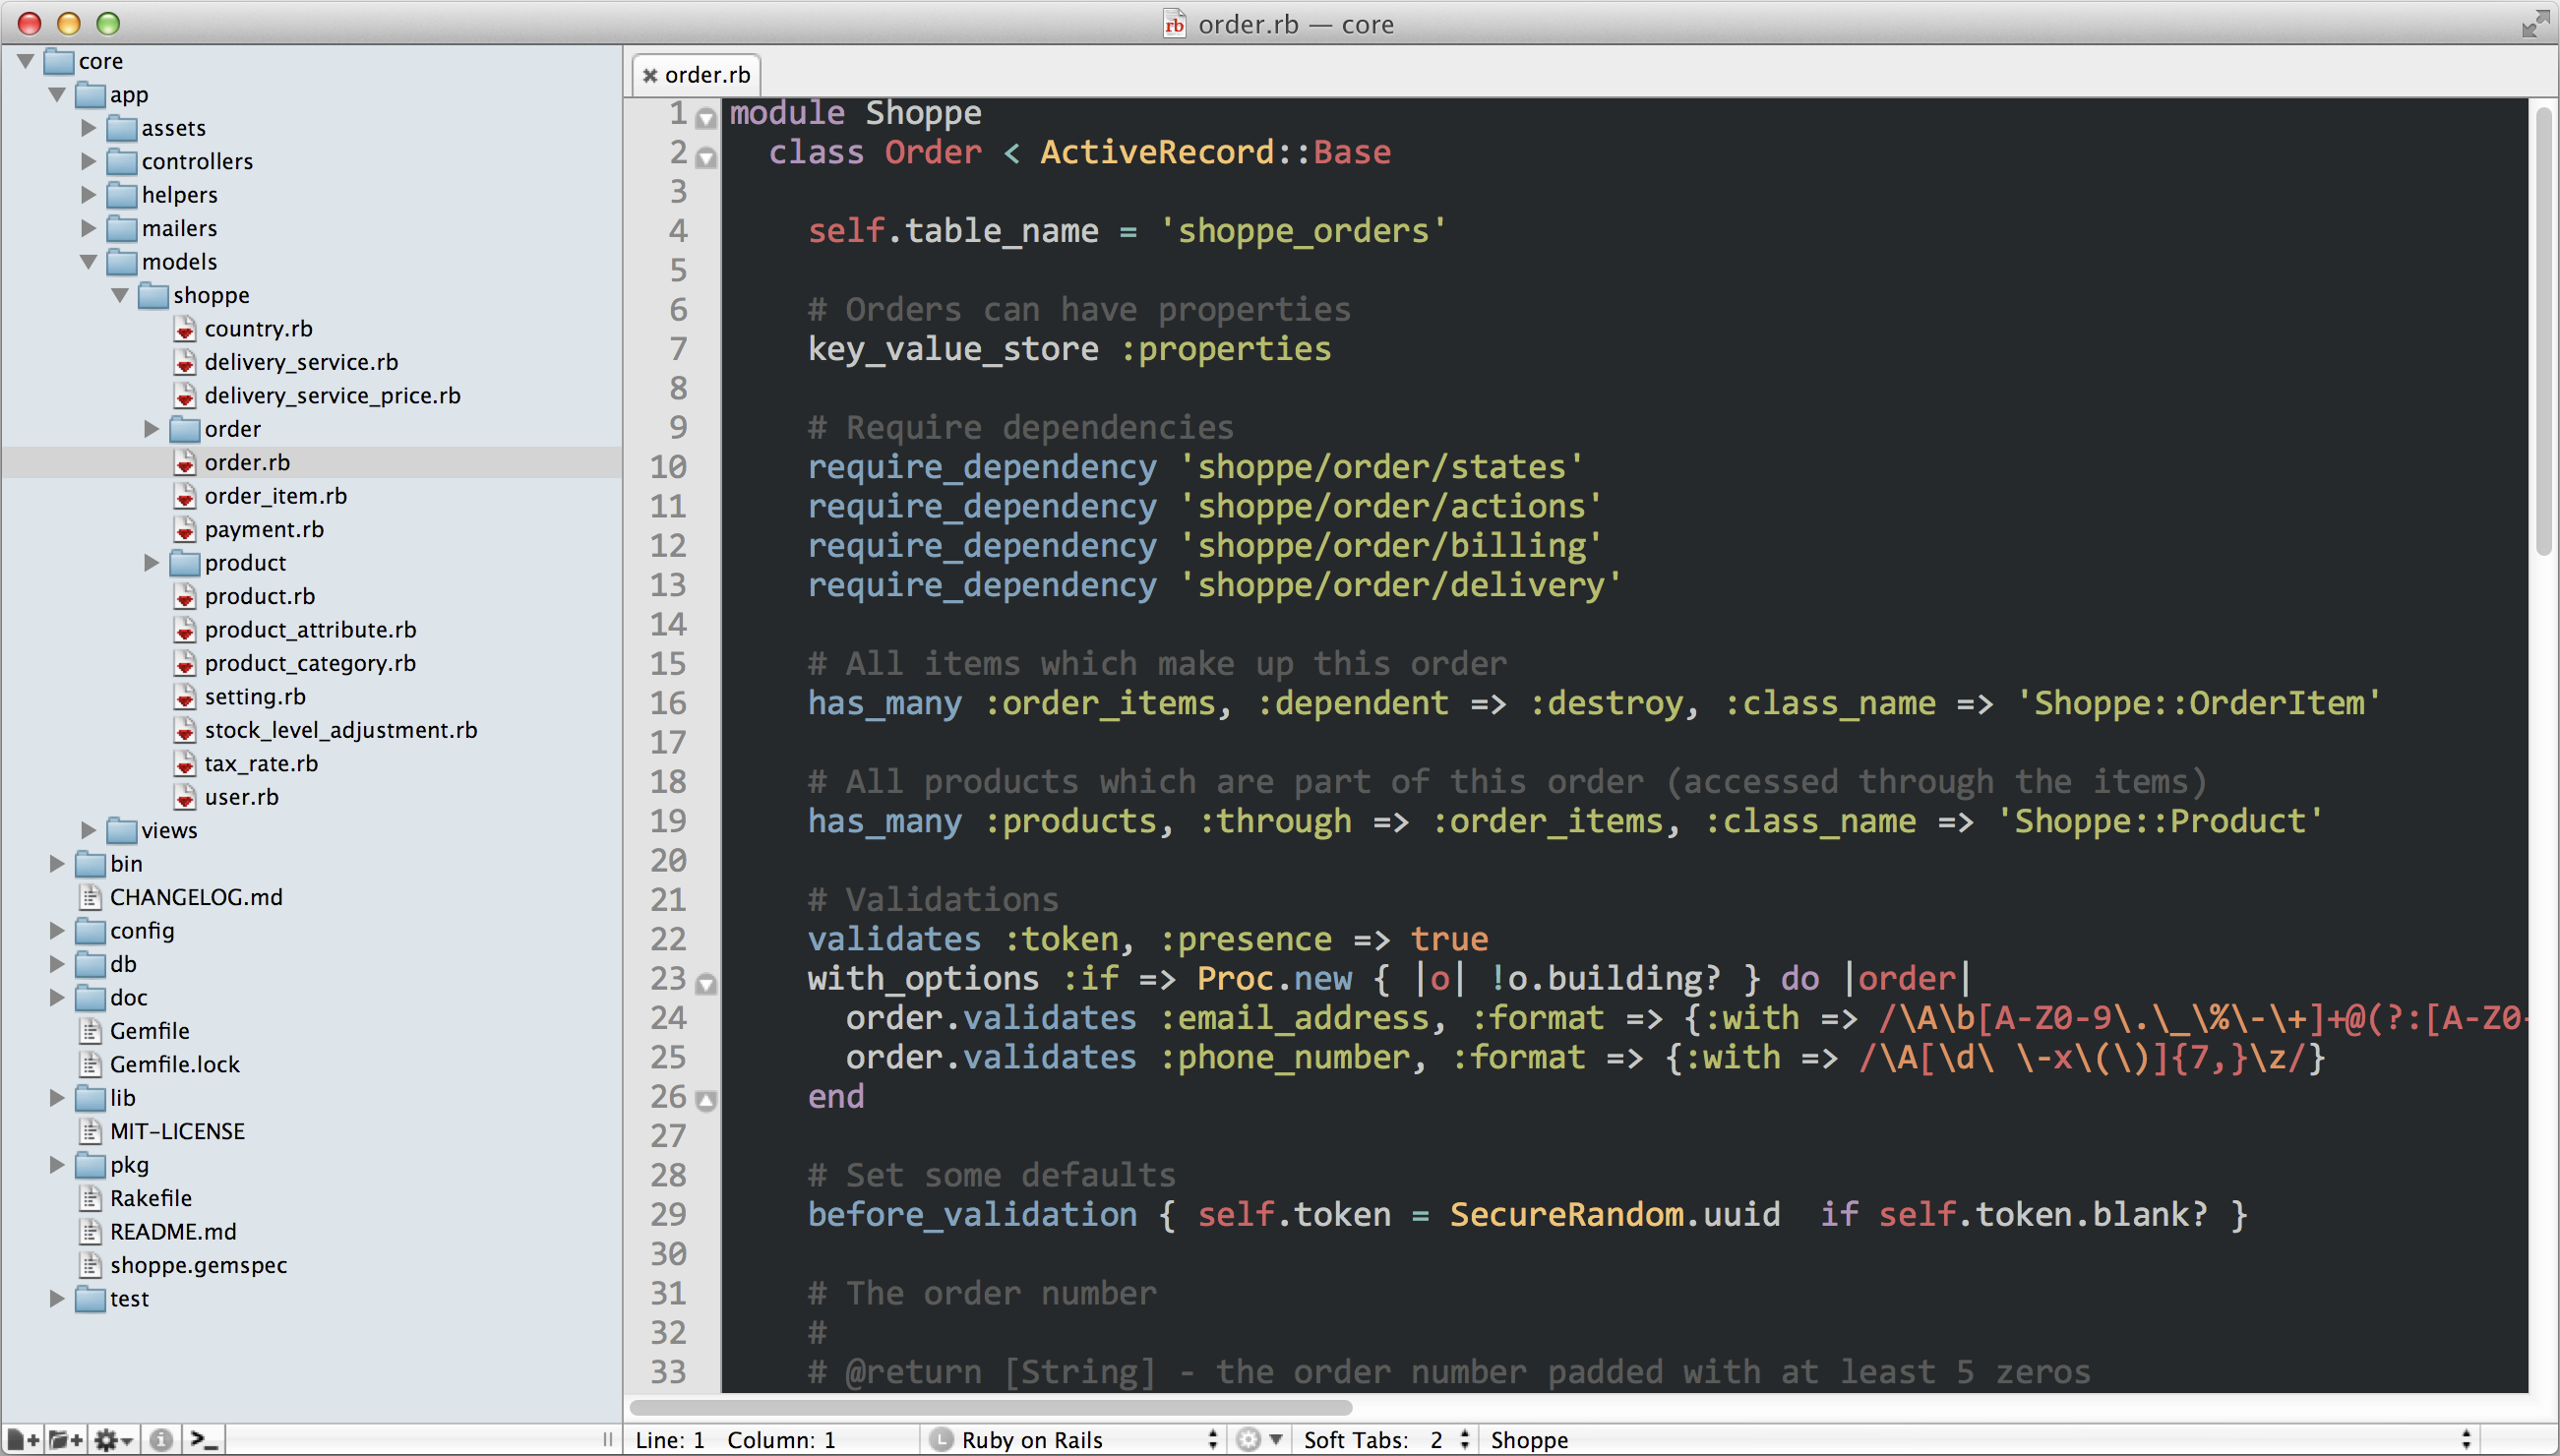 order.rb — core
core
app
assets
controllers
helpers
mailers
models
shoppe
country.rb
delivery_service.rb
delivery_service_price.rb
order
order.rb
order_item.rb
payment.rb
product
product.rb
product_attribute.rb
product_category.rb
setting.rb
stock_level_adjustment.rb
tax_rate.rb
user.rb
views
bin
CHANGELOG.md
config
db
doc
Gemfile
Gemfile.lock
lib
MIT-LICENSE
pkg
Rakefile
README.md
shoppe.gemspec
test
order.rb
1 module Shoppe
2   class Order < ActiveRecord::Base
3
4     self.table_name = 'shoppe_orders'
5
6     # Orders can have properties
7     key_value_store :properties
8
9     # Require dependencies
10     require_dependency 'shoppe/order/states'
11     require_dependency 'shoppe/order/actions'
12     require_dependency 'shoppe/order/billing'
13     require_dependency 'shoppe/order/delivery'
14
15     # All items which make up this order
16     has_many :order_items, :dependent => :destroy, :class_name => 'Shoppe::OrderItem'
17
18     # All products which are part of this order (accessed through the items)
19     has_many :products, :through => :order_items, :class_name => 'Shoppe::Product'
20
21     # Validations
22     validates :token, :presence => true
23     with_options :if => Proc.new { |o| !o.building? } do |order|
24       order.validates :email_address, :format => {:with => /\A\b[A-Z0-9\.\_\%\-\+]+@(?:[A-Z0-
25       order.validates :phone_number, :format => {:with => /\A[\d\ \-x\(\)]{7,}\z/}
26     end
27
28     # Set some defaults
29     before_validation { self.token = SecureRandom.uuid  if self.token.blank? }
30
31     # The order number
32     #
33     # @return [String] - the order number padded with at least 5 zeros
Line: 1 Column: 1 Ruby on Rails Soft Tabs: 2 Shoppe